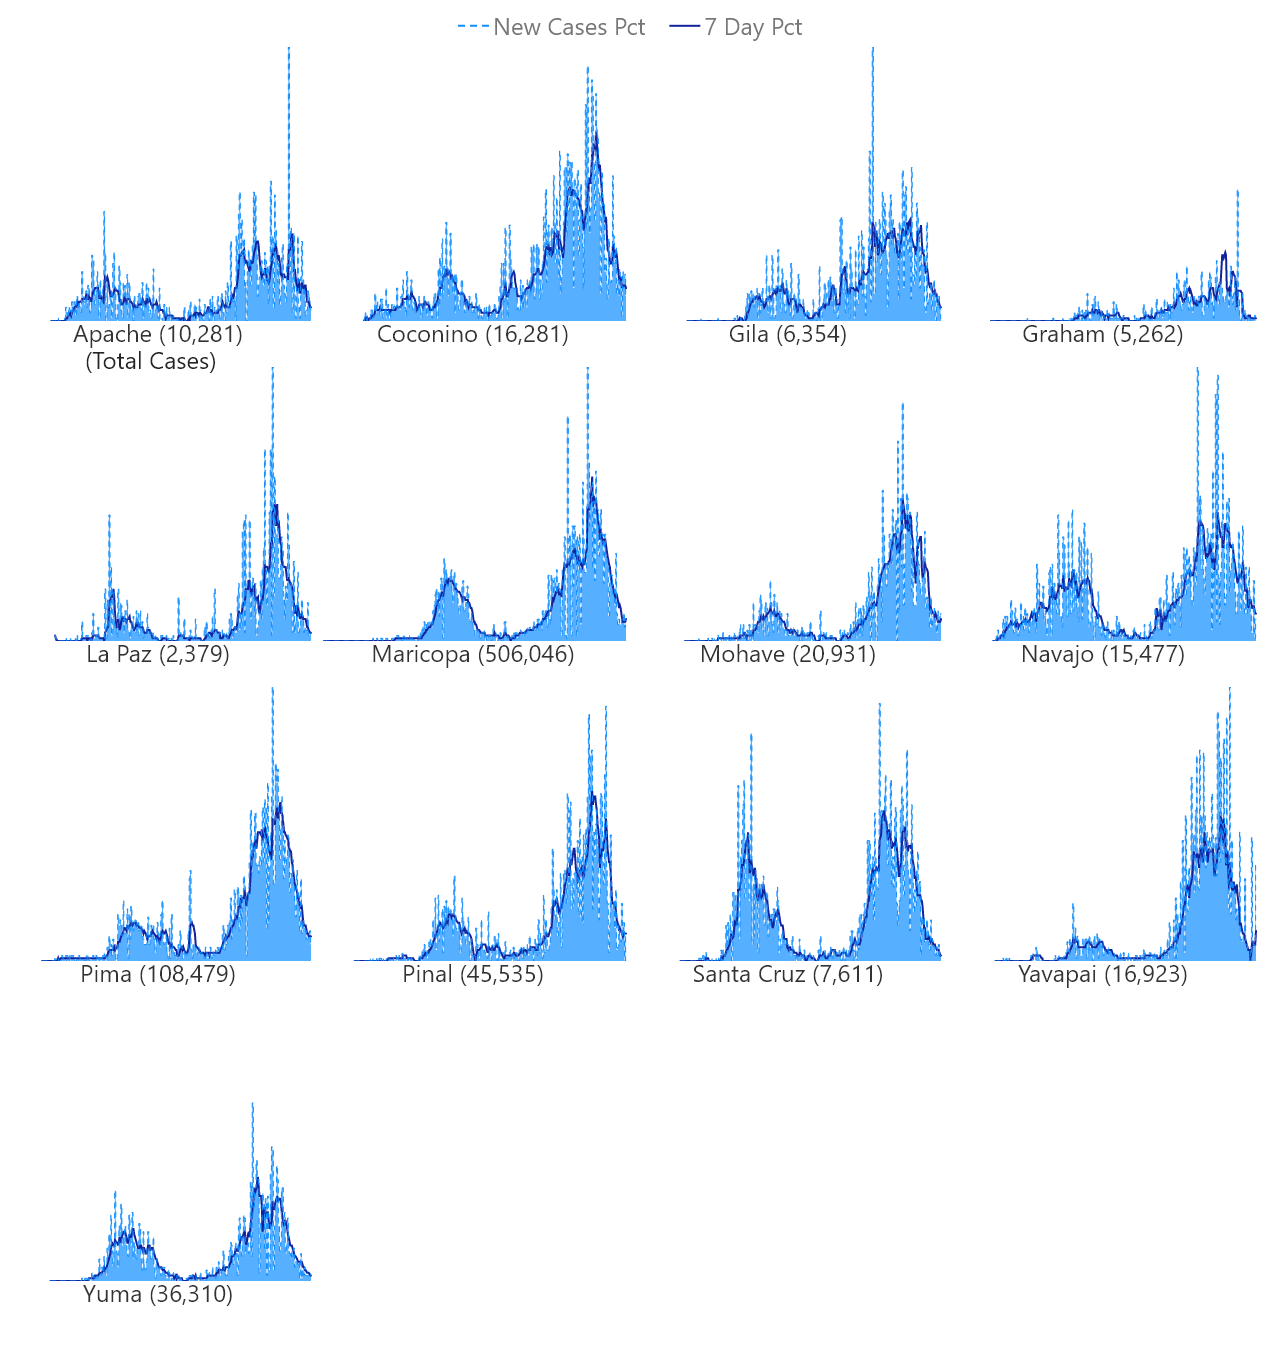 New Cases Pct 7 Day Pct
Apache (10,281) Coconino (16,281) Gila (6,354) Graham (5,262)
(Total Cases)
La Paz (2,379) Maricopa (506,046) Mohave (20,931) Navajo (15,477)
Pima (108,479) Pinal (45,535) Santa Cruz (7,611) Yavapai (16,923)
Yuma (36,310)